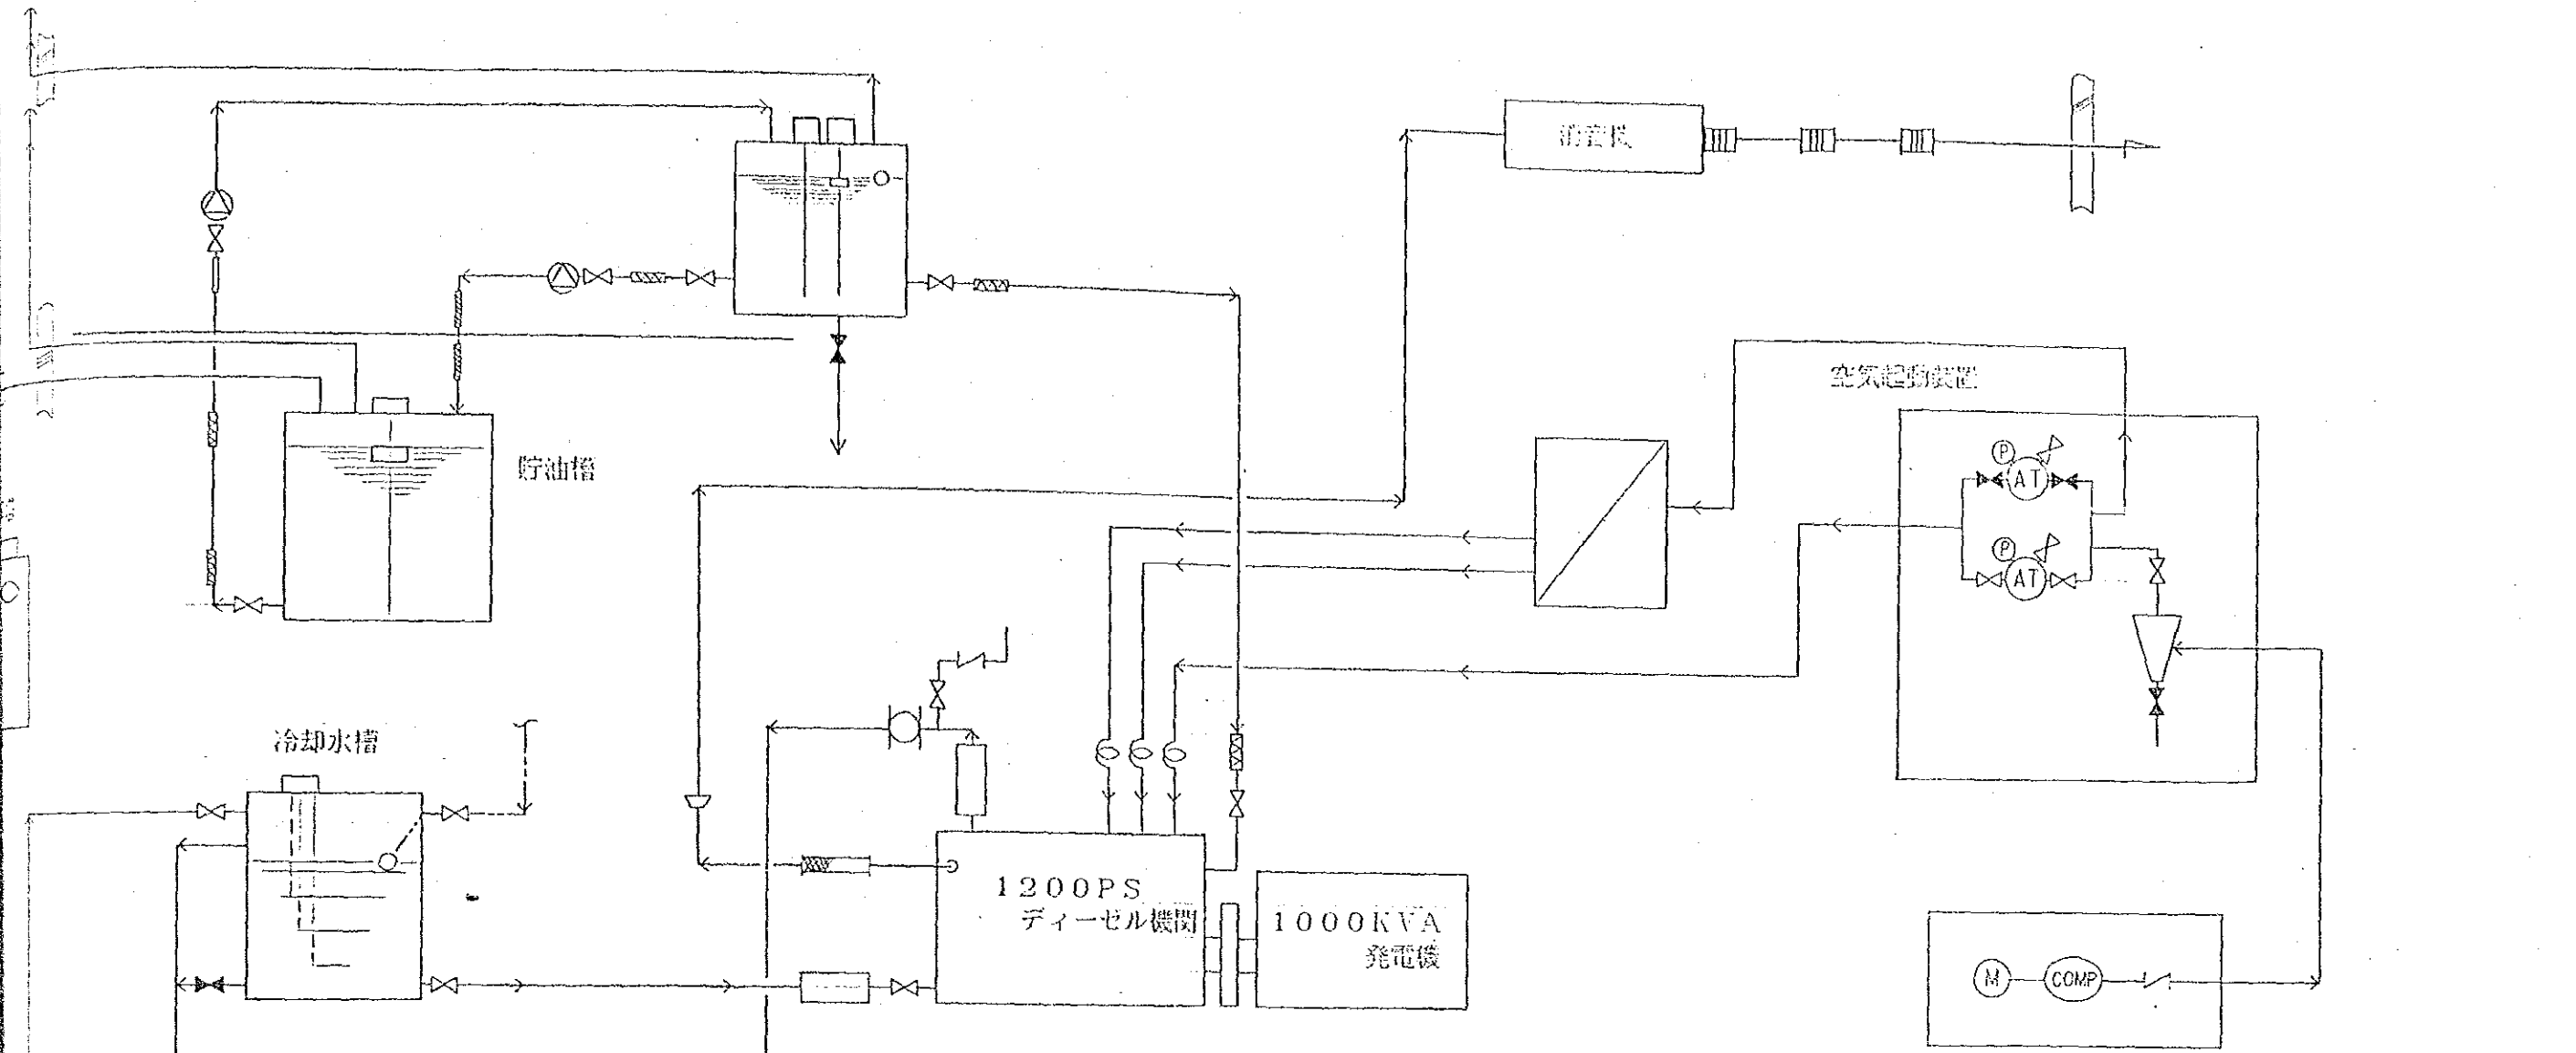 消音機
空気起動装置
P
AT
貯油槽
P
AT
冷却水槽
1200PS
ディーゼル機関
1000KVA
発電機
M
COMP